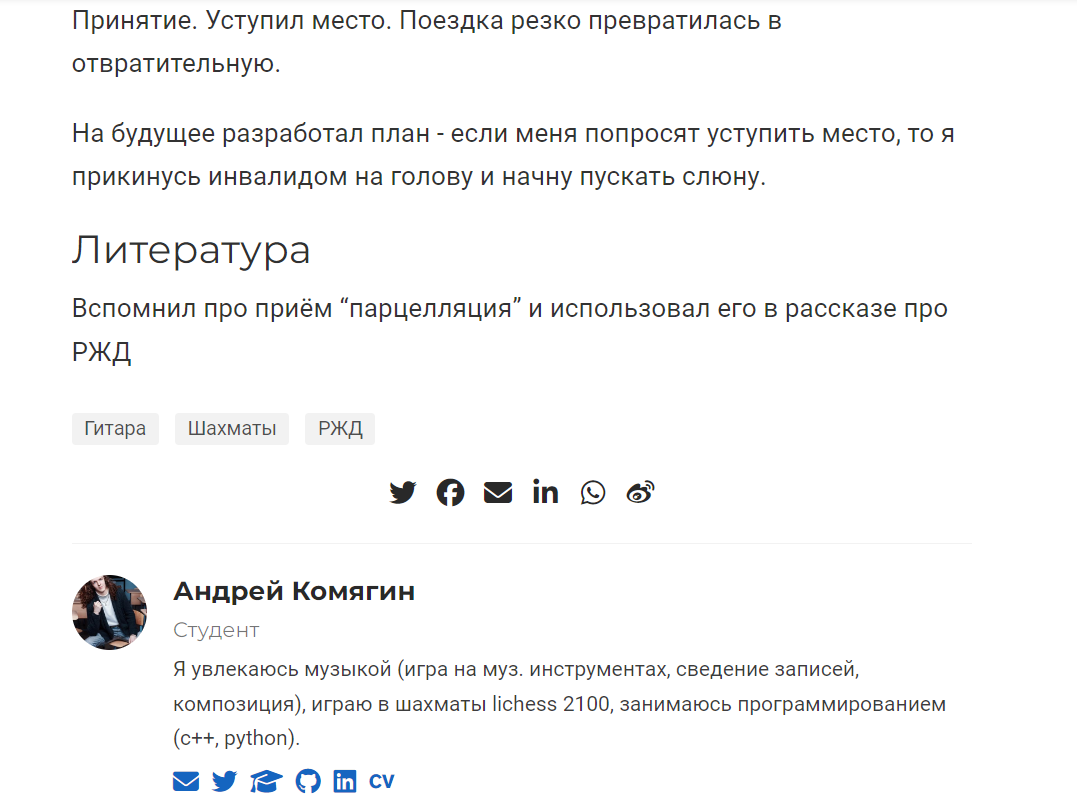 Принятие. Уступил место. Поездка резко превратилась в
отвратительную.
На будущее разработал план - если меня попросят уступить место, то я
прикинусь инвалидом на голову и начну пускать слюну.
Литература
Вспомнил про приём “парцелляция” и использовал его в рассказе про
РЖД
Гитара Шахматы РЖД
Андрей Комягин
Студент
Я увлекаюсь музыкой (игра на муз. инструментах, сведение записей,
композиция), играю в шахматы lichess 2100, занимаюсь программированием
(c++, python).
CV